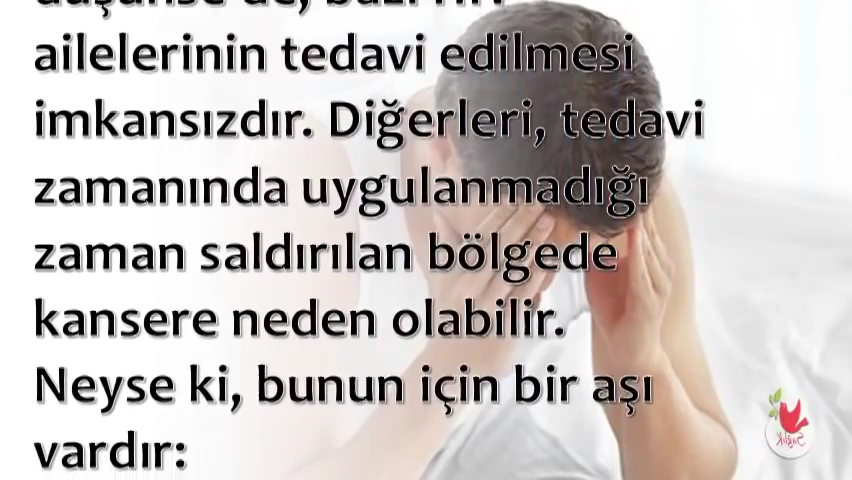 ailelerinin tedavi edilmesi
imkansızdır. Diğerleri, tedavi
zamanında uygulanmadığı
zaman saldırılan bölgede
kansere neden olabilir.
Neyse ki, bunun için bir aşı
vardır:
Sağlık